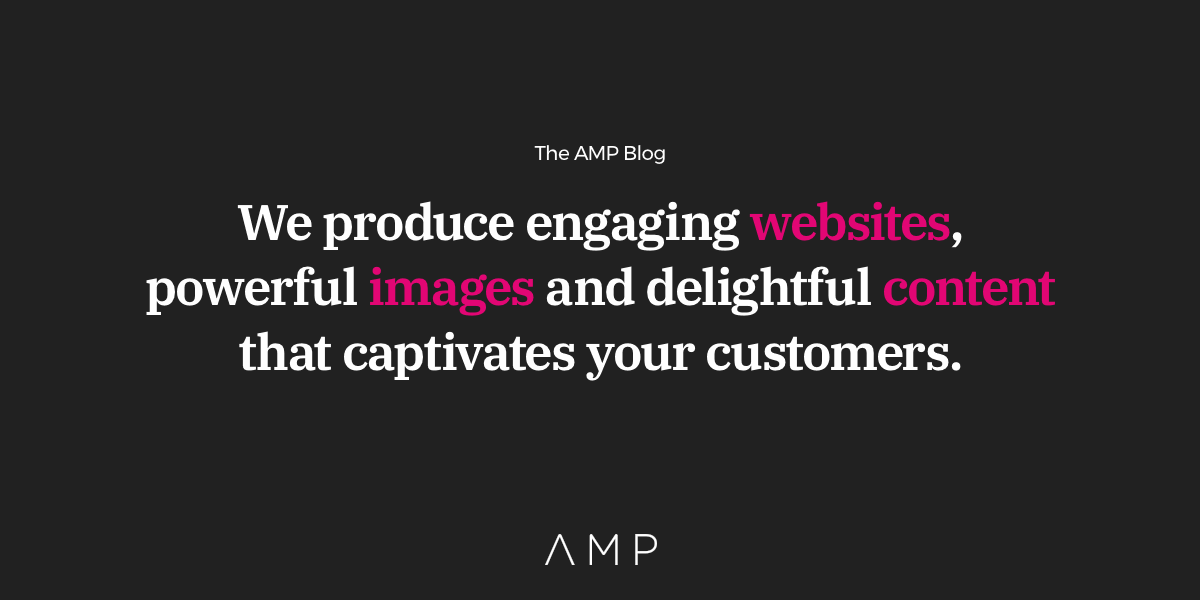 The AMP Blog
We produce engaging websites,
powerful images and delightful content
that captivates your customers.
AMP